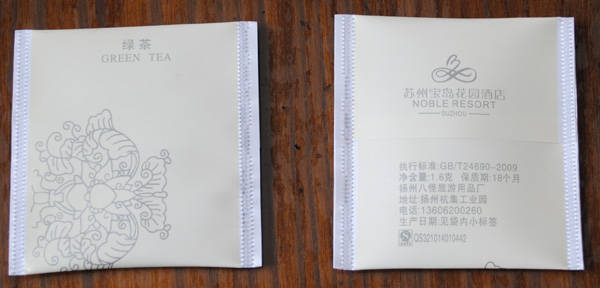 绿茶
GREEN TEA
苏州宝岛花园酒店
NOBLE RESORT
SUZHOU
执行标准:GB/T24690-2009
净含量:1.6克 保质期:18个月
扬州八怪旅游用品厂
地址:扬州杭集工业园
电话:13606200260
生产日期:见袋内小标签
QS321014010442